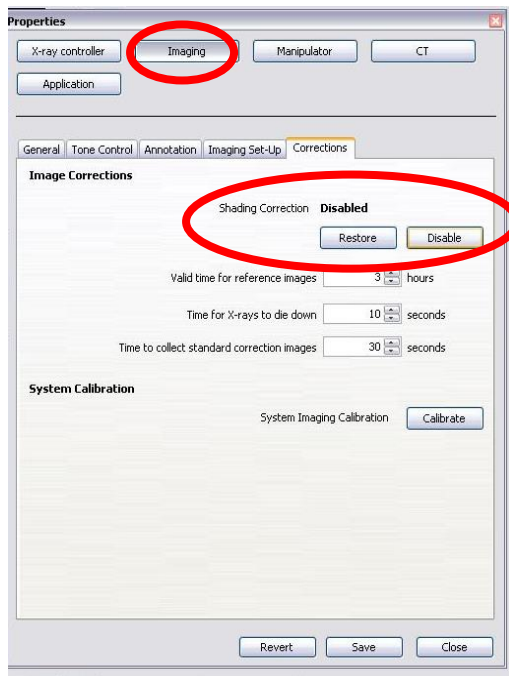 Properties
X-ray controller Imaging Manipulator CT
Application
General Tone Control Annotation Imaging Set-Up Corrections
Image Corrections
Shading Correction Disabled
Restore Disable
Valid time for reference images 3 hours
Time for X-rays to die down 10 seconds
Time to collect standard correction images 30 seconds
System Calibration
System Imaging Calibration Calibrate
Revert Save Close